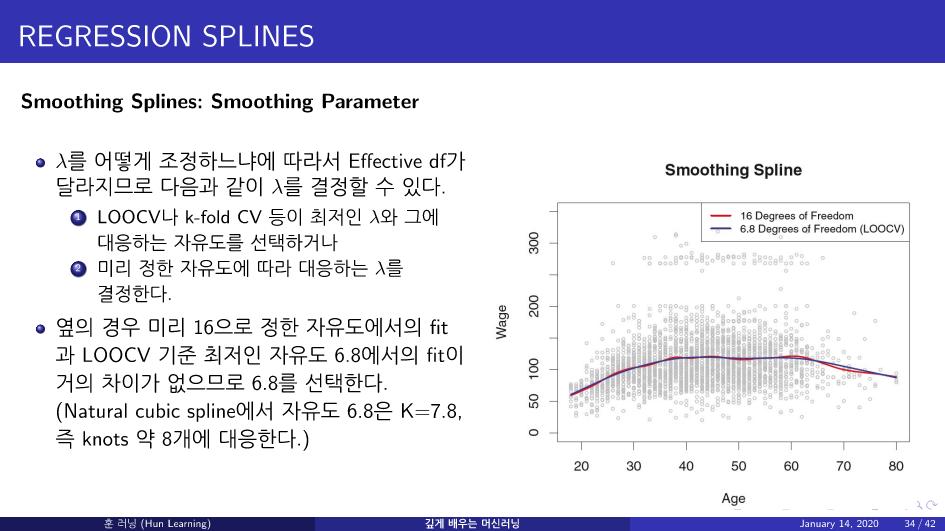 REGRESSION SPLINES
Smoothing Splines: Smoothing Parameter
λ를 어떻게 조정하느냐에 따라서 Effective df가
달라지므로 다음과 같이 λ를 결정할 수 있다.
1 LOOCV나 k-fold CV 등이 최저인 λ와 그에
대응하는 자유도를 선택하거나
2 미리 정한 자유도에 따라 대응하는 λ를
결정한다.
옆의 경우 미리 16으로 정한 자유도에서의 fit
과 LOOCV 기준 최저인 자유도 6.8에서의 fit이
거의 차이가 없으므로 6.8를 선택한다.
(Natural cubic spline에서 자유도 6.8은 K=7.8,
즉 knots 약 8개에 대응한다.)
Smoothing Spline
16 Degrees of Freedom
6.8 Degrees of Freedom (LOOCV)
Wage
300
200
100
50
0
20 30 40 50 60 70 80
Age
훈 러닝 (Hun Learning) 깊게 배우는 머신러닝 January 14, 2020 34 / 42